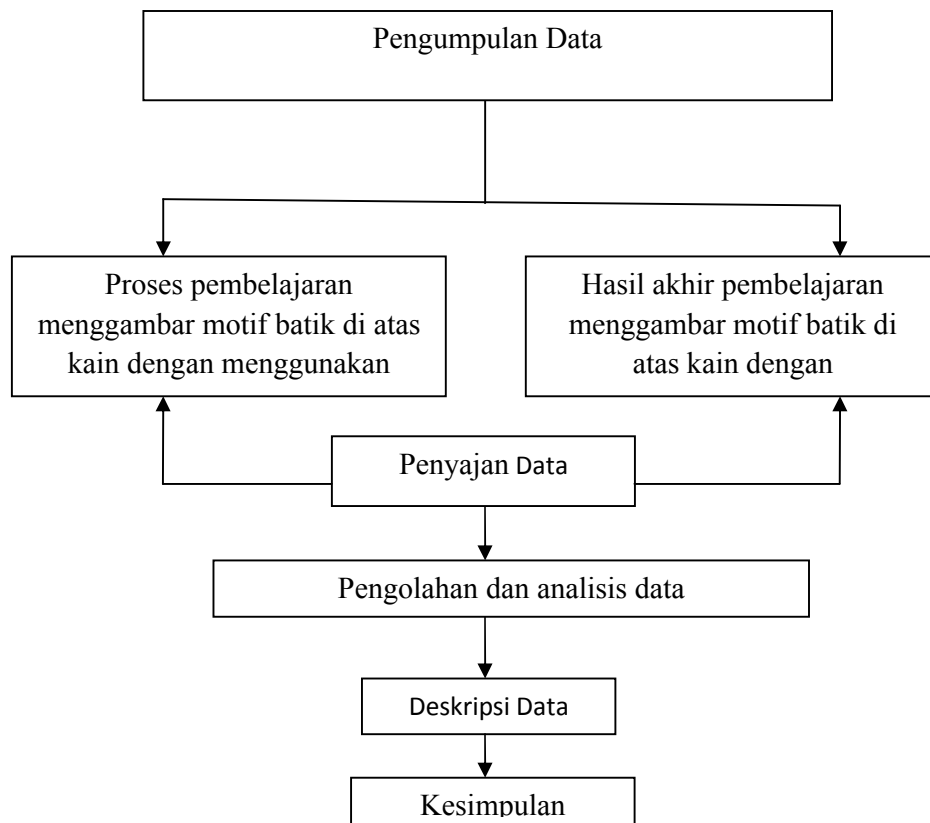 Pengumpulan Data
Proses pembelajaran
menggambar motif batik di atas
kain dengan menggunakan
Hasil akhir pembelajaran
menggambar motif batik di
atas kain dengan
Penyajan Data
Pengolahan dan analisis data
Deskripsi Data
Kesimpulan